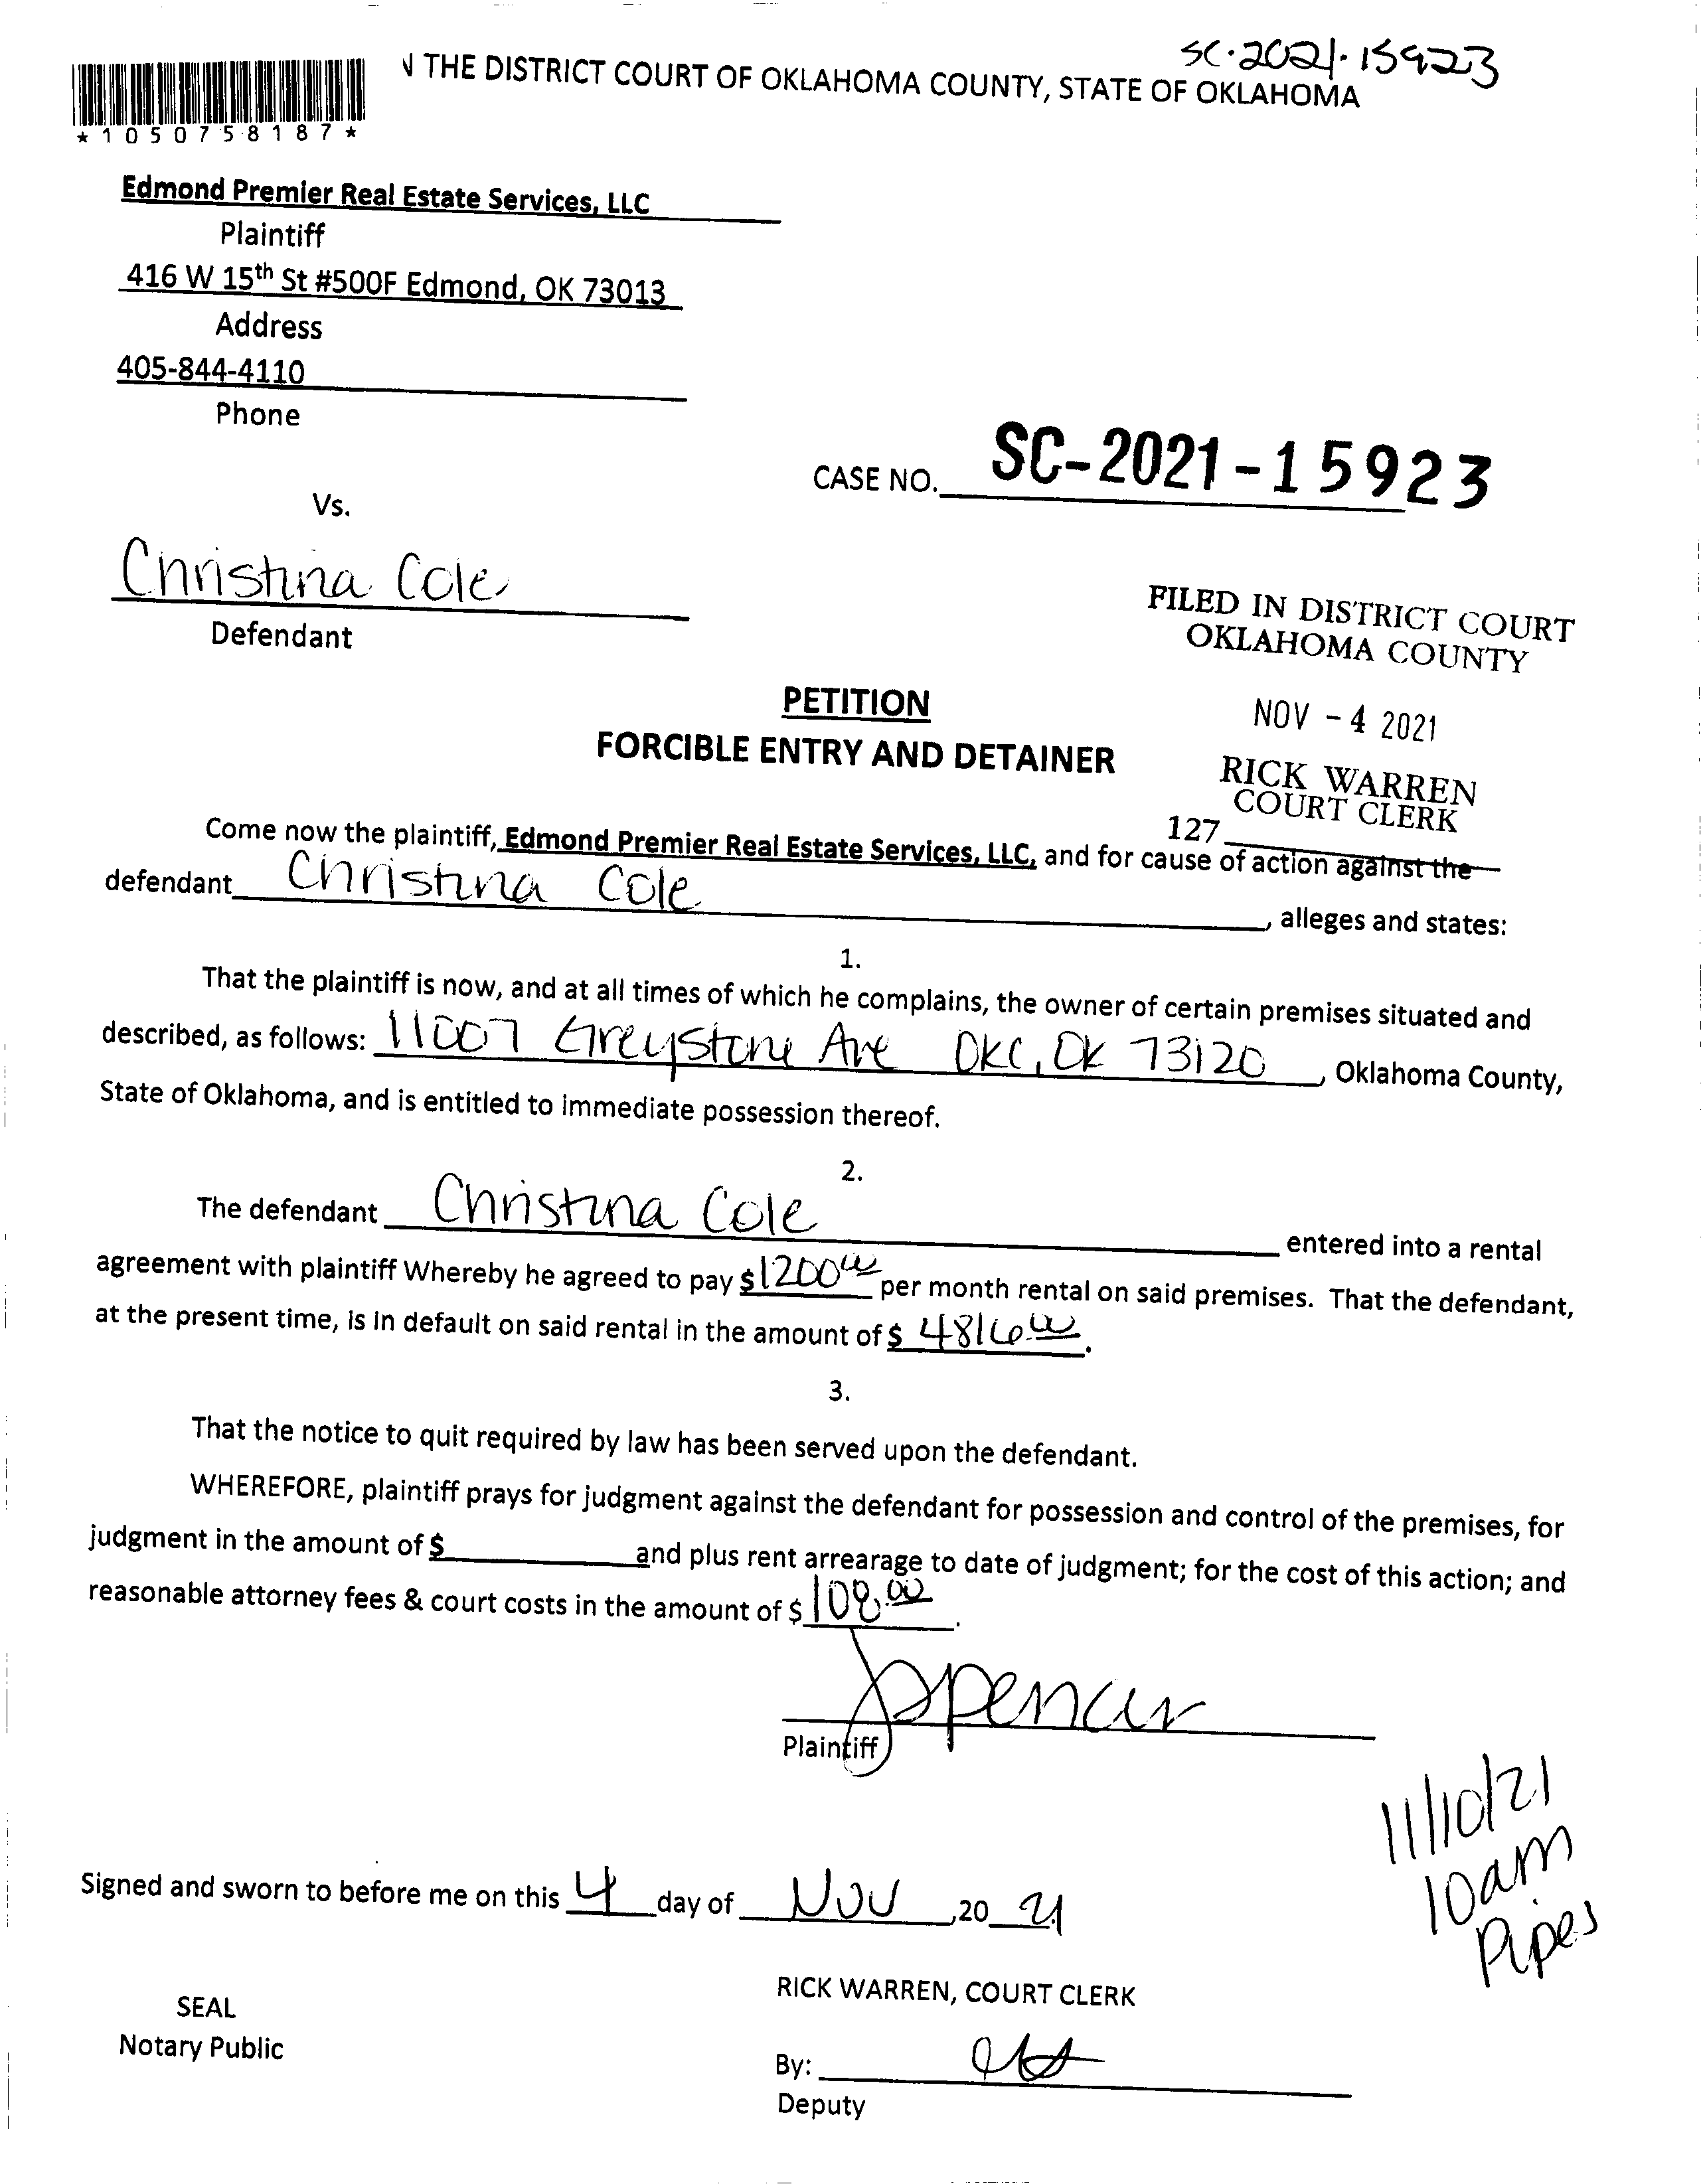 SC·2021·15923
N THE DISTRICT COURT OF OKLAHOMA COUNTY, STATE OF OKLAHOMA
* 1 0 5 0 7 5 8 1 8 7 *
Edmond Premier Real Estate Services, LLC
Plaintiff
416 W 15th St #500F Edmond, OK 73013
Address
405-844-4110
Phone
CASE NO. SC-2021-15923
Vs.
Christina Cole
Defendant
FILED IN DISTRICT COURT
OKLAHOMA COUNTY
NOV - 4 2021
RICK WARREN
COURT CLERK
127
PETITION
FORCIBLE ENTRY AND DETAINER
Come now the plaintiff, Edmond Premier Real Estate Services, LLC, and for cause of action against the
defendant Christina Cole, alleges and states:
1.
That the plaintiff is now, and at all times of which he complains, the owner of certain premises situated and
described, as follows: 11007 Greystone Ave OKC, OK 73120, Oklahoma County,
State of Oklahoma, and is entitled to immediate possession thereof.
2.
The defendant Christina Cole entered into a rental
agreement with plaintiff Whereby he agreed to pay $1200 00 per month rental on said premises. That the defendant,
at the present time, is in default on said rental in the amount of $ 4816.00.
3.
That the notice to quit required by law has been served upon the defendant.
WHEREFORE, plaintiff prays for judgment against the defendant for possession and control of the premises, for
judgment in the amount of $ and plus rent arrearage to date of judgment; for the cost of this action; and
reasonable attorney fees & court costs in the amount of $ 108.00.
JSpencer
Plaintiff
11/10/21
10am
Pipes
Signed and sworn to before me on this 4 day of Nov, 20 21
RICK WARREN, COURT CLERK
SEAL
Notary Public
By:
Deputy